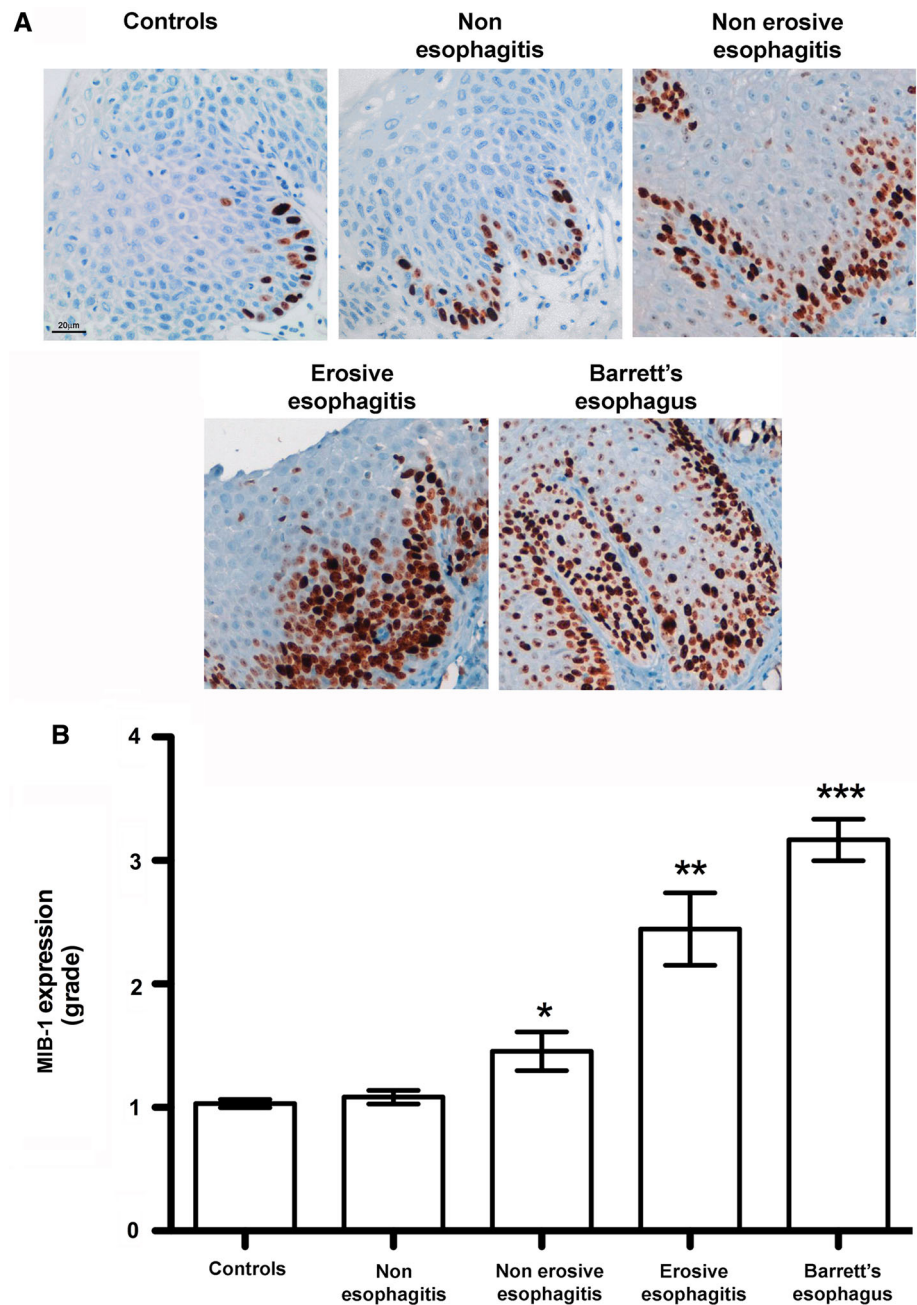 A
Controls
Non
esophagitis
Non erosive
esophagitis
20µm
Erosive
esophagitis
Barrett's
esophagus
B
MIB-1 expression
(grade)
4
3
2
1
0
*
**
***
Controls
Non
esophagitis
Non erosive
esophagitis
Erosive
esophagitis
Barrett's
esophagus